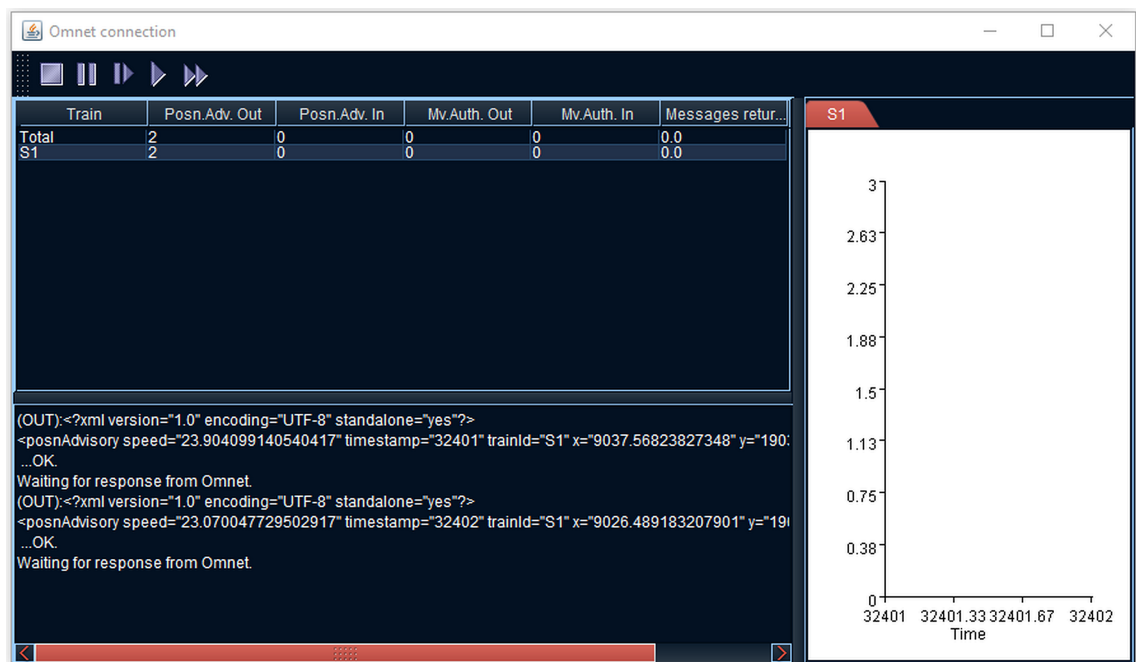 Omnet connection
Train Posn.Adv. Out Posn.Adv. In Mv.Auth. Out Mv.Auth. In Messages retur...
Total 2 0 0 0 0.0
S1 2 0 0 0 0.0
(OUT):<?xml version="1.0" encoding="UTF-8" standalone="yes"?>
<posnAdvisory speed="23.904099140540417" timestamp="32401" trainId="S1" x="9037.56823827348" y="1903
...OK.
Waiting for response from Omnet.
(OUT):<?xml version="1.0" encoding="UTF-8" standalone="yes"?>
<posnAdvisory speed="23.070047729502917" timestamp="32402" trainId="S1" x="9026.489183207901" y="190
...OK.
Waiting for response from Omnet.
S1
3
2.63
2.25
1.88
1.5
1.13
0.75
0.38
0
32401 32401.33 32401.67 32402
Time